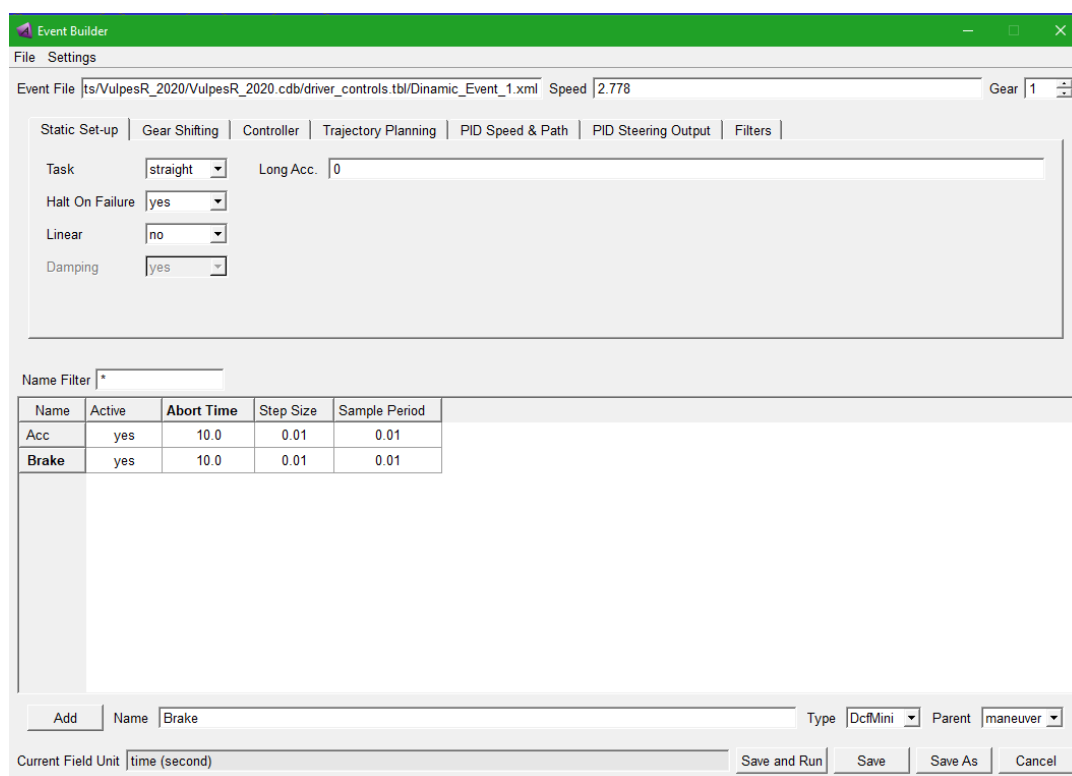 Event Builder
File Settings
Event File ts/VulpesR_2020/VulpesR_2020.cdb/driver_controls.tbl/Dinamic_Event_1.xml Speed 2.778 Gear 1
Static Set-up Gear Shifting Controller Trajectory Planning PID Speed & Path PID Steering Output Filters
Task straight Long Acc. 0
Halt On Failure yes
Linear no
Damping yes
Name Filter *
Name Active Abort Time Step Size Sample Period
Acc yes 10.0 0.01 0.01
Brake yes 10.0 0.01 0.01
Add Name Brake Type DcfMini Parent maneuver
Current Field Unit time (second) Save and Run Save Save As Cancel